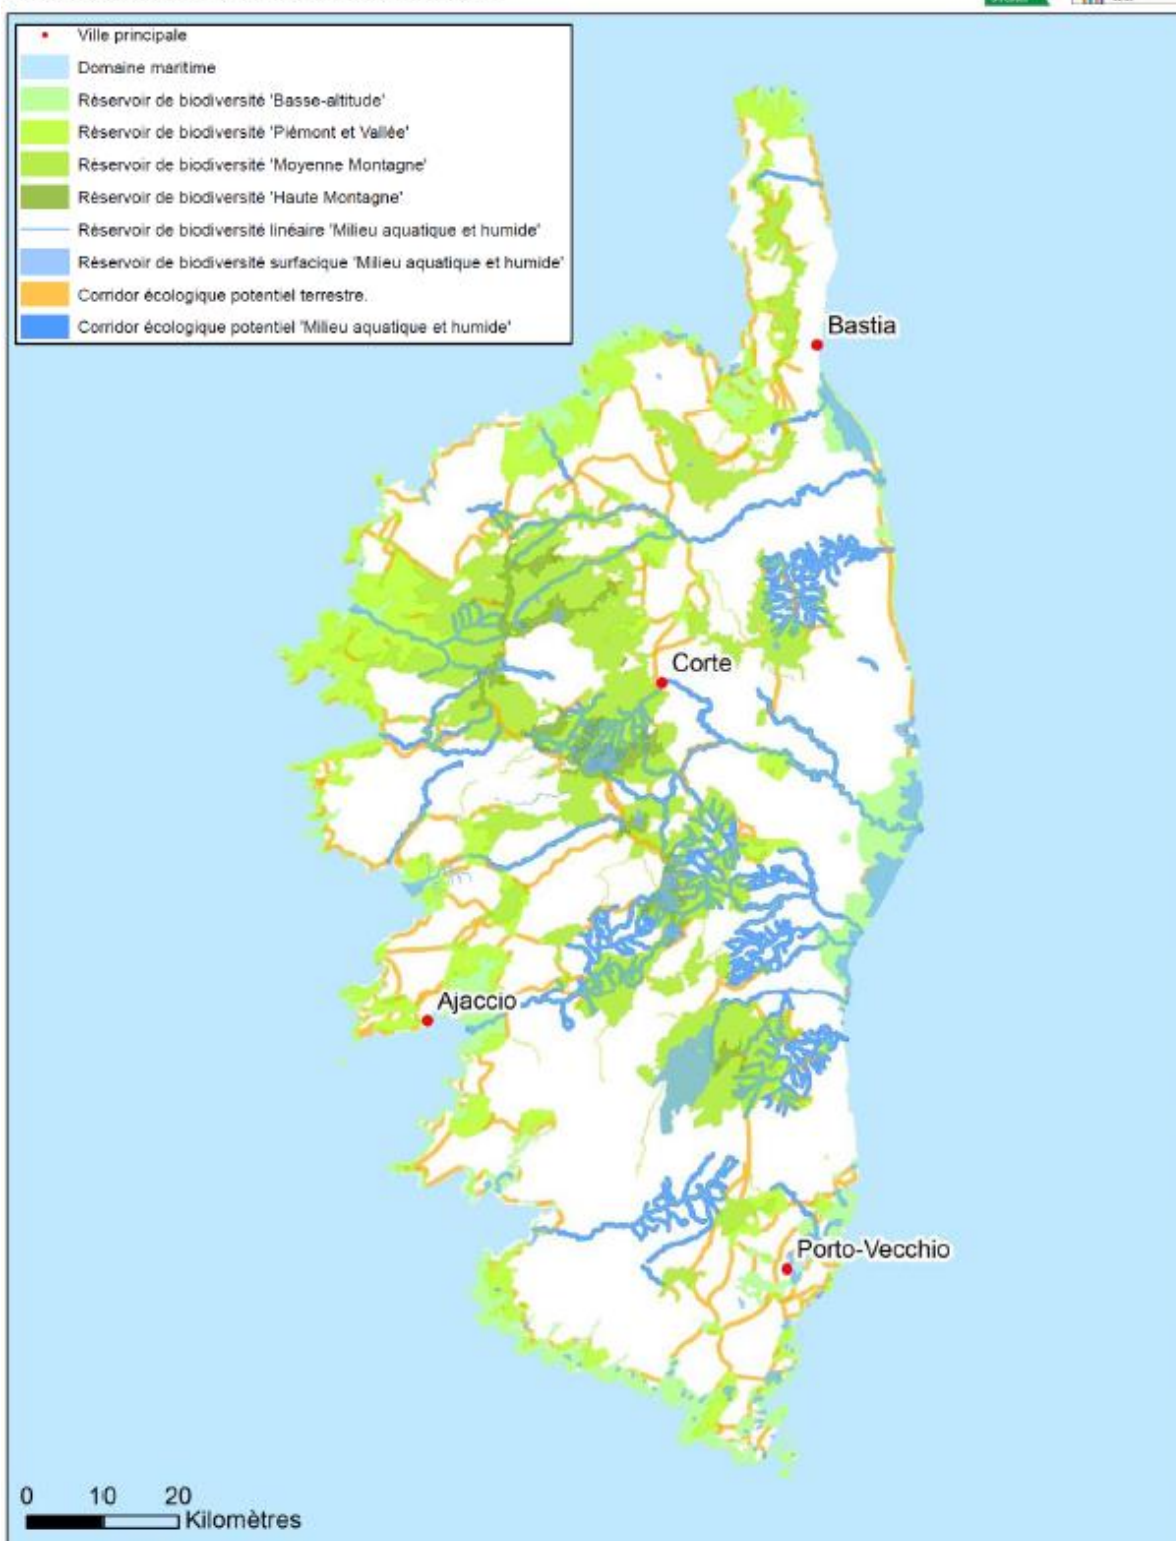 Ville principale
Domaine maritime
Réservoir de biodiversité 'Basse-altitude'
Réservoir de biodiversité 'Piémont et Vallée'
Réservoir de biodiversité 'Moyenne Montagne'
Réservoir de biodiversité 'Haute Montagne'
Réservoir de biodiversité linéaire 'Milieu aquatique et humide'
Réservoir de biodiversité surfacique 'Milieu aquatique et humide'
Corridor écologique potentiel terrestre.
Corridor écologique potentiel 'Milieu aquatique et humide'
Bastia
Corte
Ajaccio
Porto-Vecchio
0 10 20
Kilomètres